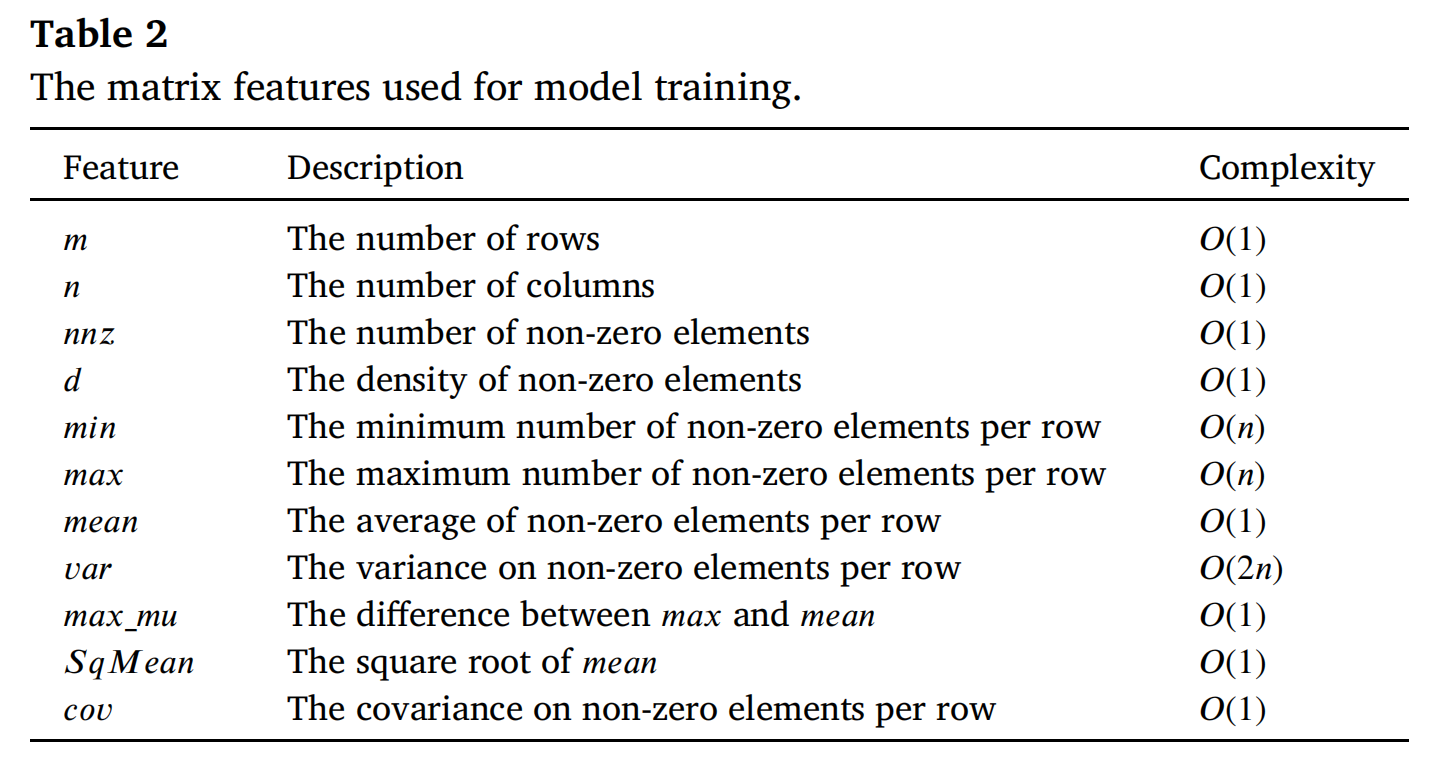 Table 2
The matrix features used for model training.
Feature Description Complexity
m The number of rows O(1)
n The number of columns O(1)
nnz The number of non-zero elements O(1)
d The density of non-zero elements O(1)
min The minimum number of non-zero elements per row O(n)
max The maximum number of non-zero elements per row O(n)
mean The average of non-zero elements per row O(1)
var The variance on non-zero elements per row O(2n)
max_mu The difference between max and mean O(1)
SqMean The square root of mean O(1)
cov The covariance on non-zero elements per row O(1)